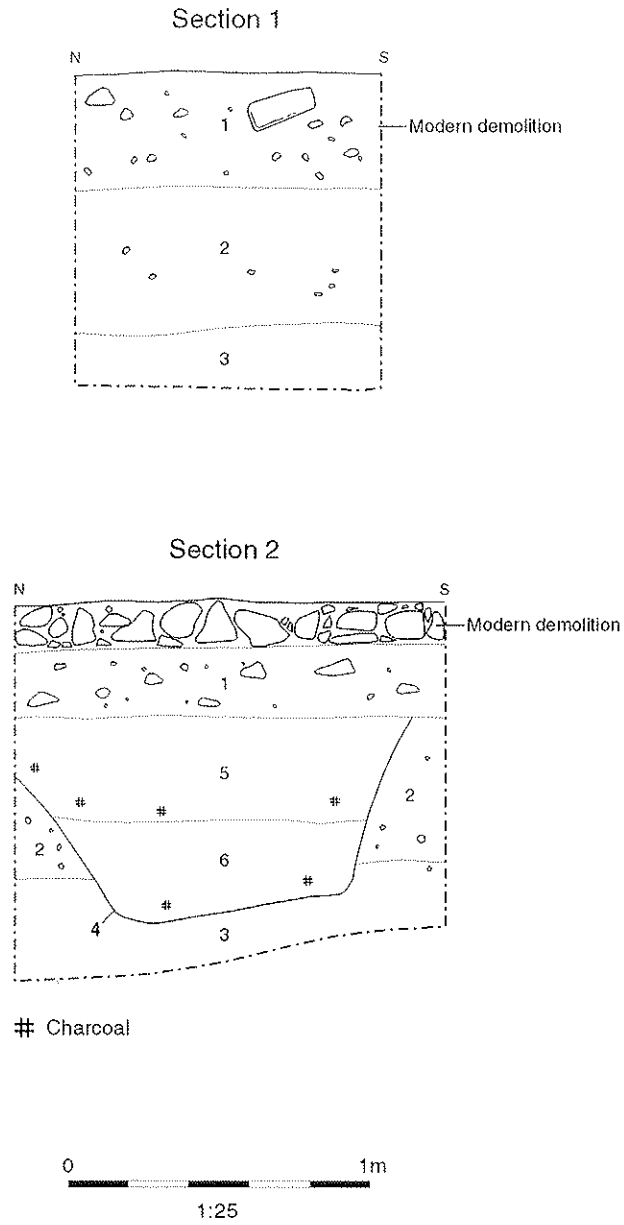 Section 1
N S
1 Modern demolition
2
3
Section 2
N S
Modern demolition
1
5
2
2 6
4 3
# Charcoal
0 1m
1:25